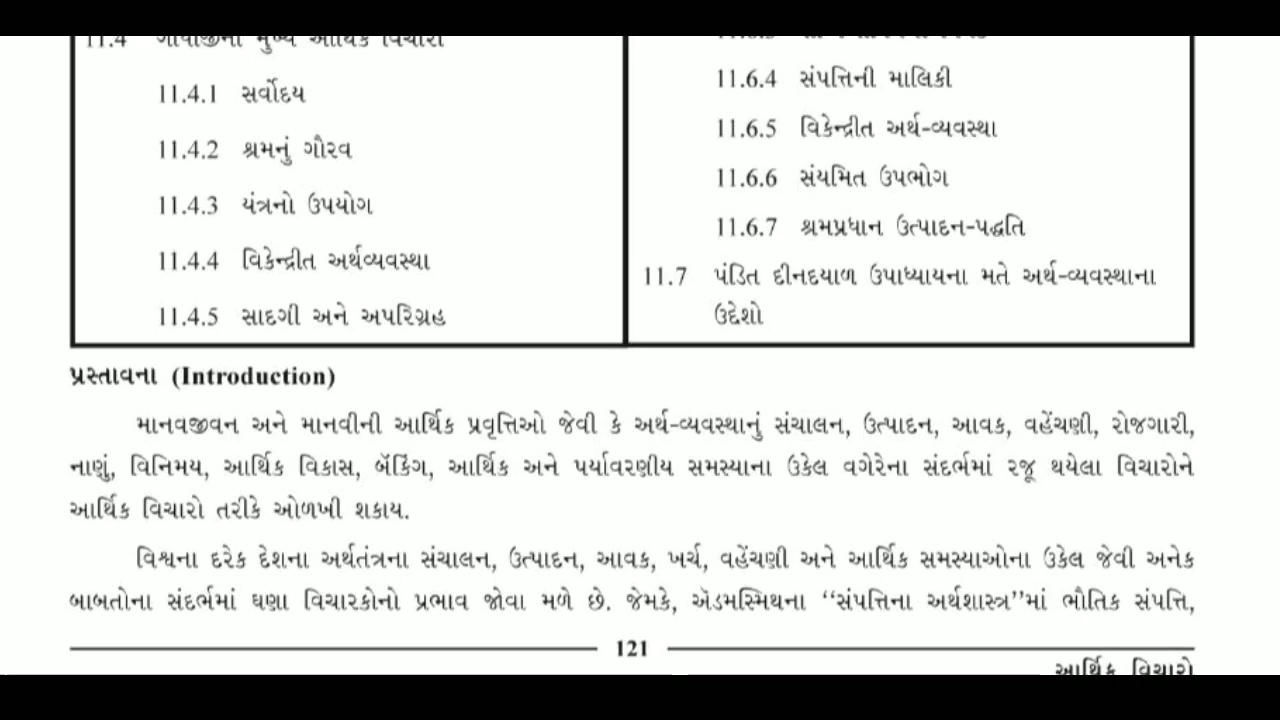 11.4 ગાંધીજીના મુખ્ય આર્થિક વિચારો
11.4.1 સર્વોદય
11.4.2 શ્રમનું ગૌરવ
11.4.3 યંત્રનો ઉપયોગ
11.4.4 વિકેન્દ્રીત અર્થવ્યવસ્થા
11.4.5 સાદગી અને અપરિગ્રહ
11.6.4 સંપત્તિની માલિકી
11.6.5 વિકેન્દ્રીત અર્થ-વ્યવસ્થા
11.6.6 સંયમિત ઉપભોગ
11.6.7 શ્રમપ્રધાન ઉત્પાદન-પદ્ધતિ
11.7 પંડિત દીનદયાળ ઉપાધ્યાયના મતે અર્થ-વ્યવસ્થાના
ઉદ્દેશો
પ્રસ્તાવના (Introduction)
માનવજીવન અને માનવીની આર્થિક પ્રવૃત્તિઓ જેવી કે અર્થ-વ્યવસ્થાનું સંચાલન, ઉત્પાદન, આવક, વહેંચણી, રોજગારી,
નાણું, વિનિમય, આર્થિક વિકાસ, બૅંકિંગ, આર્થિક અને પર્યાવરણીય સમસ્યાના ઉકેલ વગેરેના સંદર્ભમાં રજૂ થયેલા વિચારોને
આર્થિક વિચારો તરીકે ઓળખી શકાય.
વિશ્વના દરેક દેશના અર્થતંત્રના સંચાલન, ઉત્પાદન, આવક, ખર્ચ, વહેંચણી અને આર્થિક સમસ્યાઓના ઉકેલ જેવી અનેક
બાબતોના સંદર્ભમાં ઘણા વિચારકોનો પ્રભાવ જોવા મળે છે. જેમકે, ઍડમસ્મિથના ‘‘સંપત્તિના અર્થશાસ્ત્ર’’માં ભૌતિક સંપત્તિ,
121
આર્થિક વિચારો